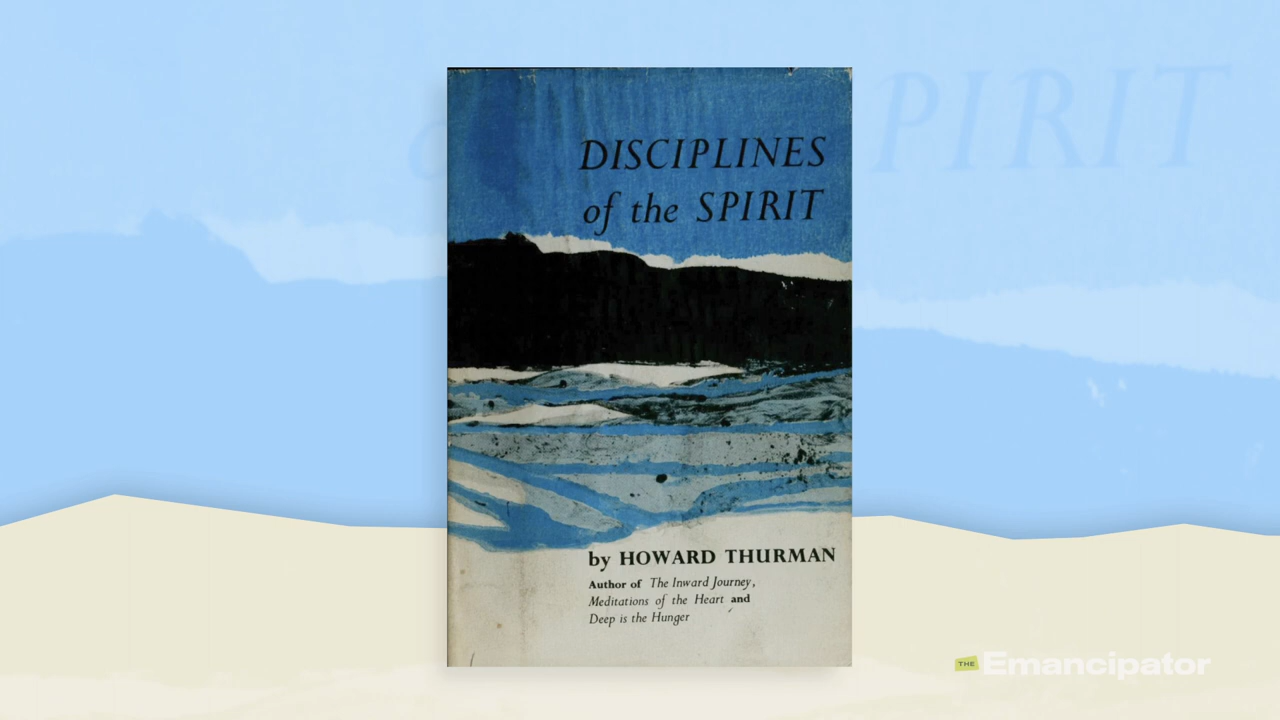 DISCIPLINES
of the SPIRIT
by HOWARD THURMAN
Author of The Inward Journey,
Meditations of the Heart and
Deep is the Hunger
SPIRIT
THE Emancipator